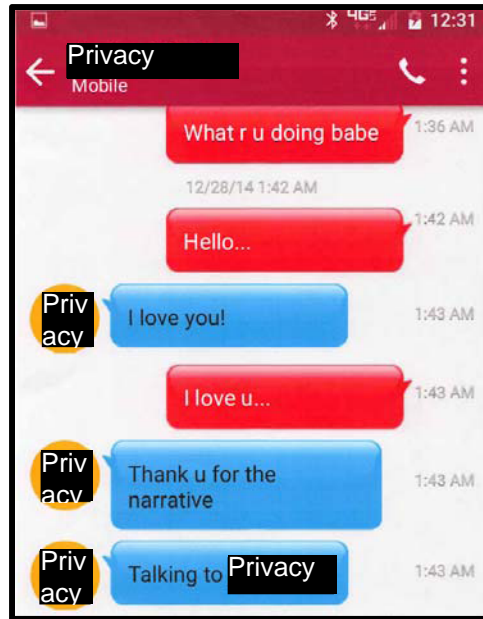 4G 12:31
Privacy
Mobile
What r u doing babe 1:36 AM
12/28/14 1:42 AM
1:42 AM
Hello...
Priv
acy
I love you! 1:43 AM
I love u... 1:43 AM
Priv
acy
Thank u for the
narrative
1:43 AM
Priv
acy
Talking to Privacy 1:43 AM